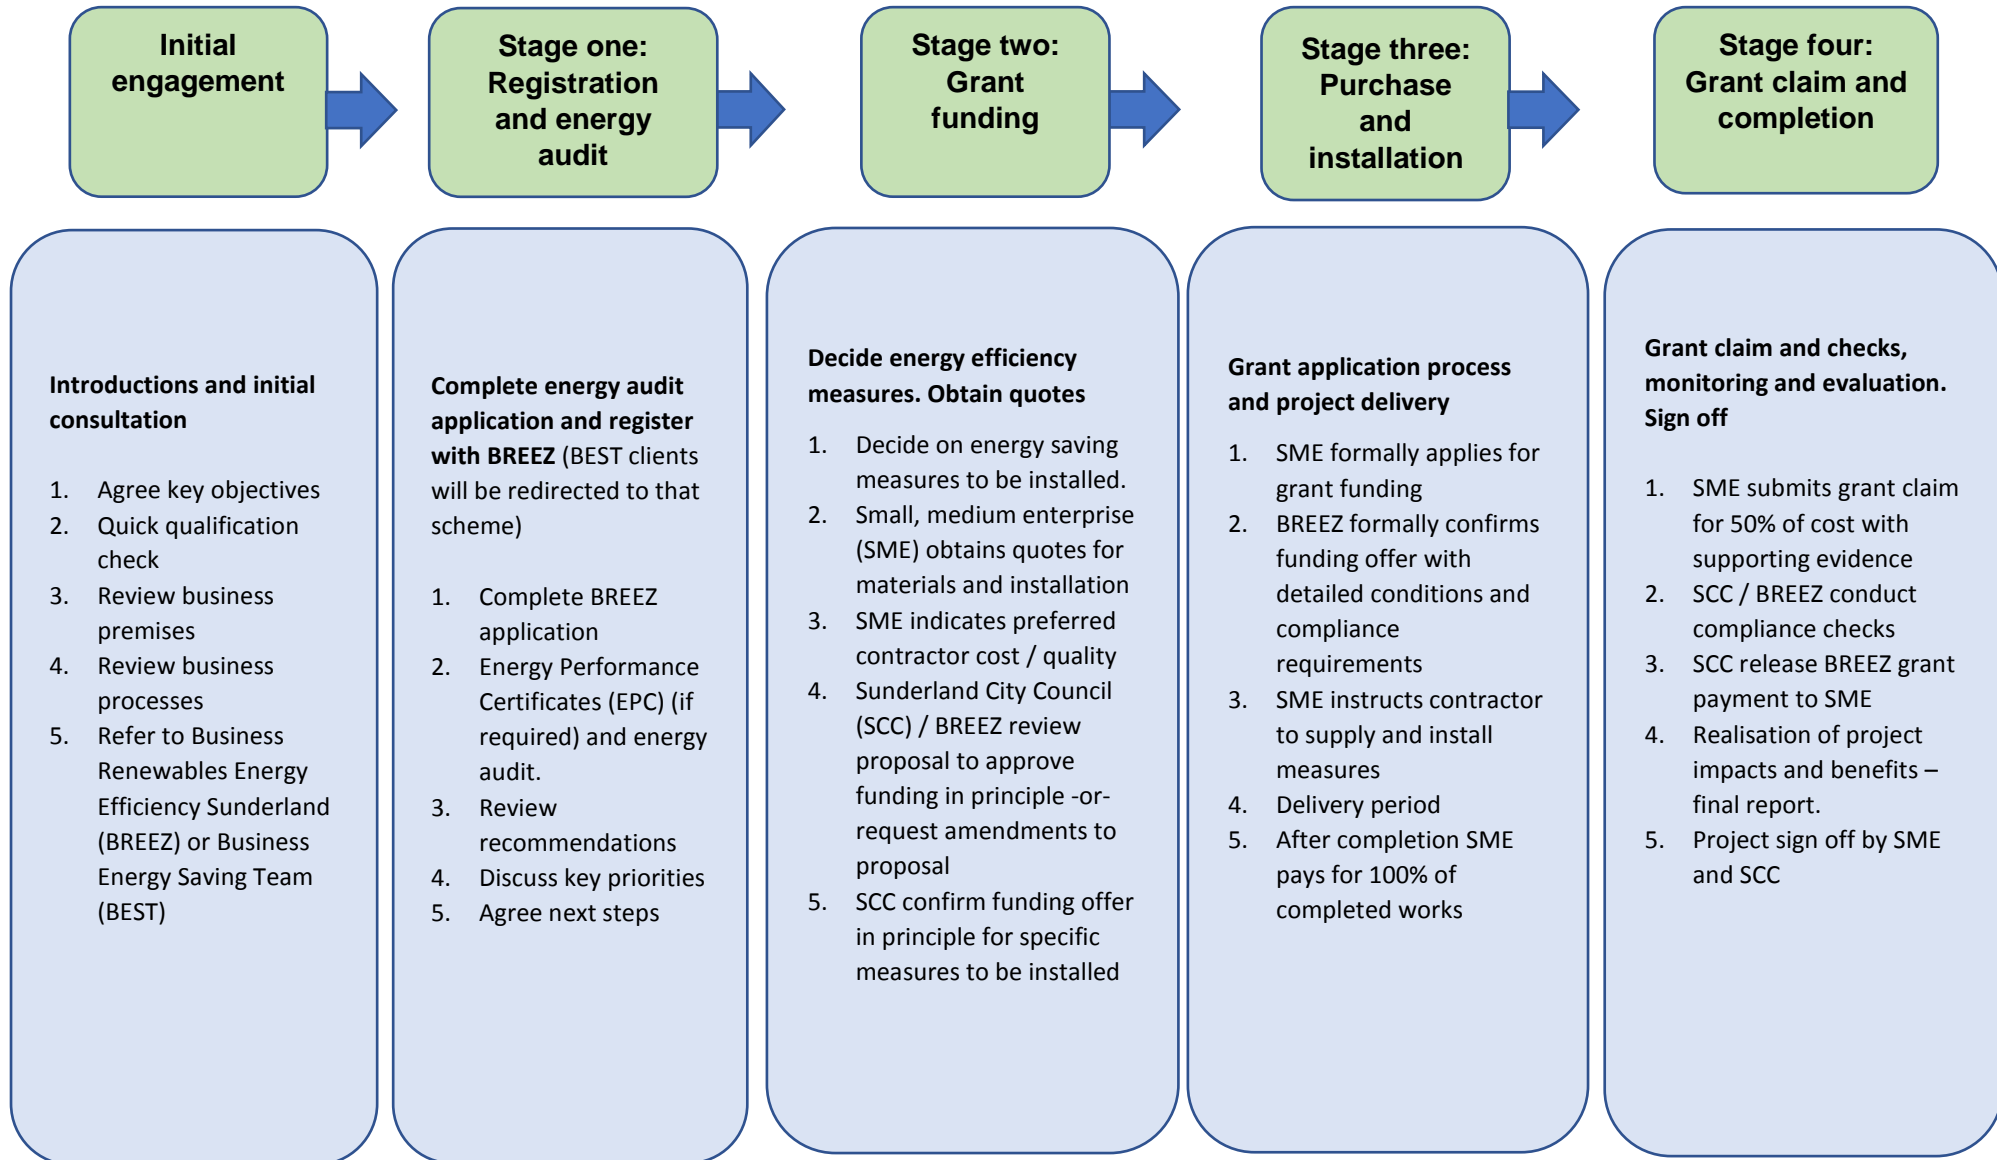 Initial
engagement
Stage one:
Registration
and energy
audit
Stage two:
Grant
funding
Stage three:
Purchase
and
installation
Stage four:
Grant claim and
completion
Introductions and initial
consultation
1. Agree key objectives
2. Quick qualification
check
3. Review business
premises
4. Review business
processes
5. Refer to Business
Renewables Energy
Efficiency Sunderland
(BREEZ) or Business
Energy Saving Team
(BEST)
Complete energy audit
application and register
with BREEZ (BEST clients
will be redirected to that
scheme)
1. Complete BREEZ
application
2. Energy Performance
Certificates (EPC) (if
required) and energy
audit.
3. Review
recommendations
4. Discuss key priorities
5. Agree next steps
Decide energy efficiency
measures. Obtain quotes
1. Decide on energy saving
measures to be installed.
2. Small, medium enterprise
(SME) obtains quotes for
materials and installation
3. SME indicates preferred
contractor cost / quality
4. Sunderland City Council
(SCC) / BREEZ review
proposal to approve
funding in principle -or-
request amendments to
proposal
5. SCC confirm funding offer
in principle for specific
measures to be installed
Grant application process
and project delivery
1. SME formally applies for
grant funding
2. BREEZ formally confirms
funding offer with
detailed conditions and
compliance
requirements
3. SME instructs contractor
to supply and install
measures
4. Delivery period
5. After completion SME
pays for 100% of
completed works
Grant claim and checks,
monitoring and evaluation.
Sign off
1. SME submits grant claim
for 50% of cost with
supporting evidence
2. SCC / BREEZ conduct
compliance checks
3. SCC release BREEZ grant
payment to SME
4. Realisation of project
impacts and benefits –
final report.
5. Project sign off by SME
and SCC